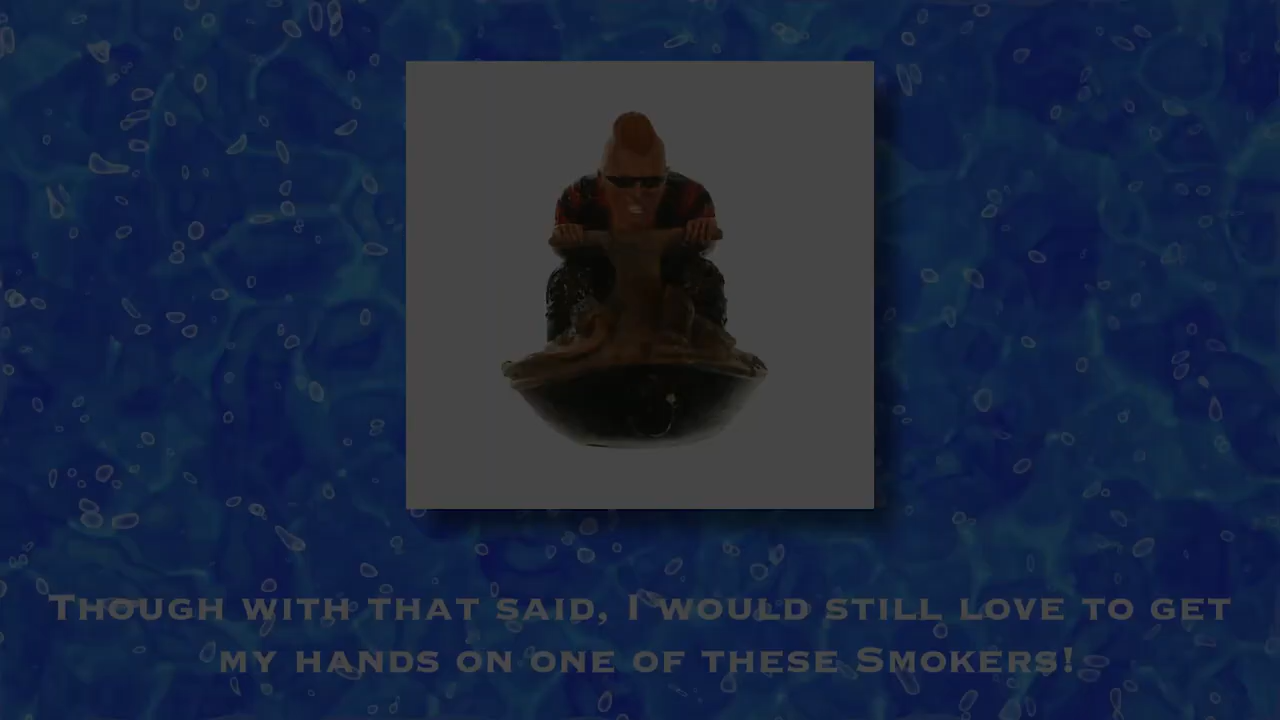 Though with that said, I would still love to get
my hands on one of these Smokers!